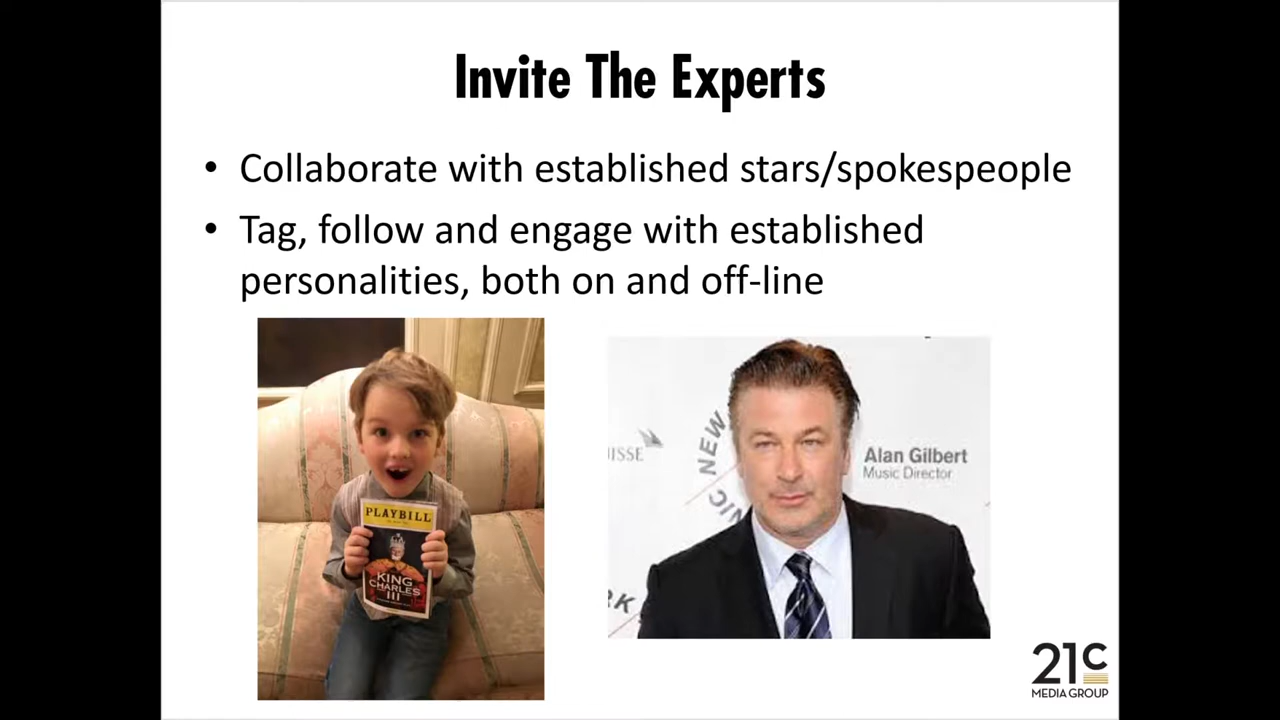 Invite The Experts
• Collaborate with established stars/spokespeople
• Tag, follow and engage with established
personalities, both on and off-line
PLAYBILL
KING
CHARLES
III
ISSE
NEW
NIC
RK
Alan Gilbert
Music Director
21C
MEDIA GROUP